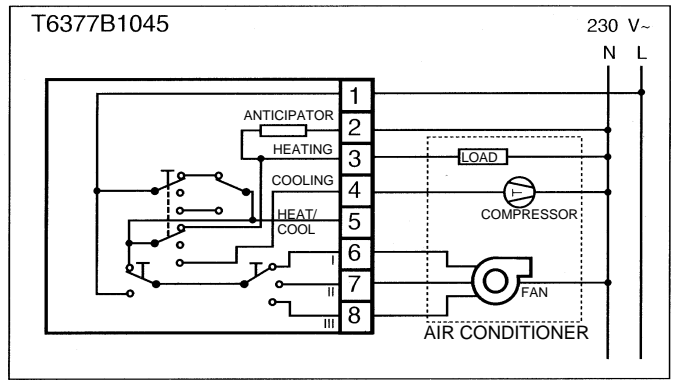 T6377B1045
230 V~
N L
1
ANTICIPATOR
2
HEATING
3
LOAD
COOLING
4
T
COMPRESSOR
HEAT/
COOL
5
I
6
II
7
FAN
III
8
AIR CONDITIONER